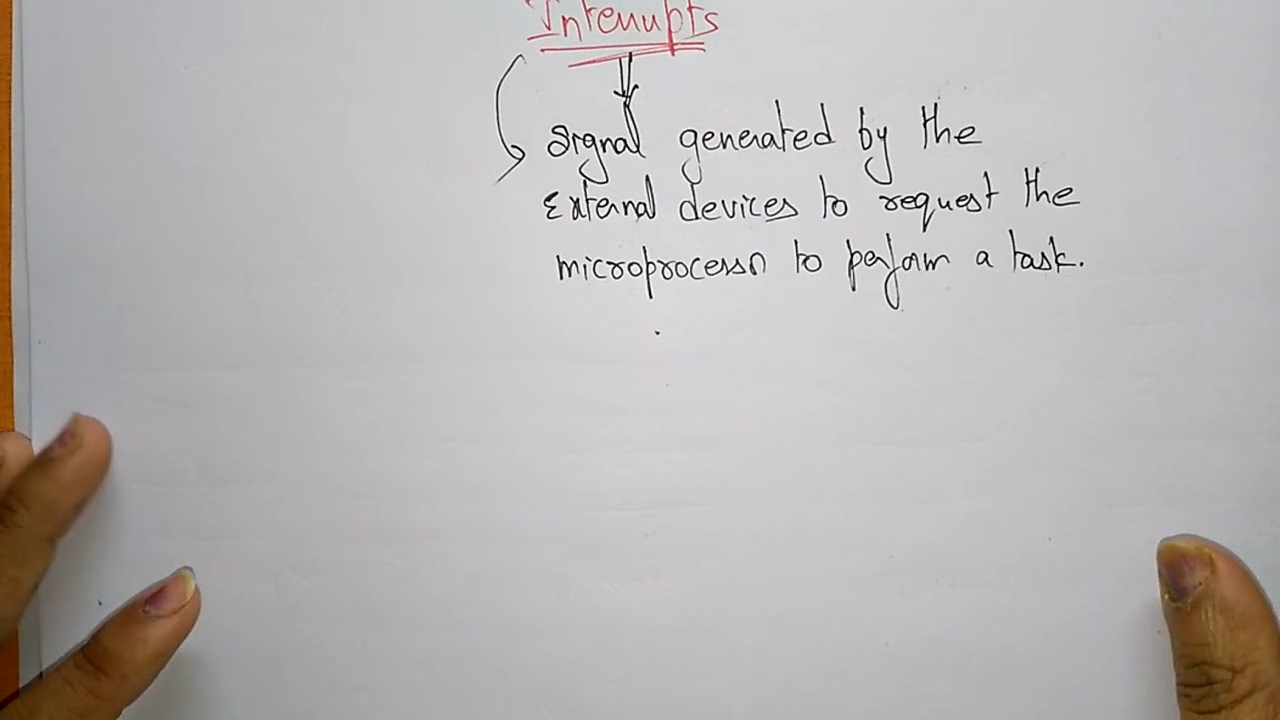 Interrupts
signal generated by the
External devices to request the
microprocessor to perform a task.